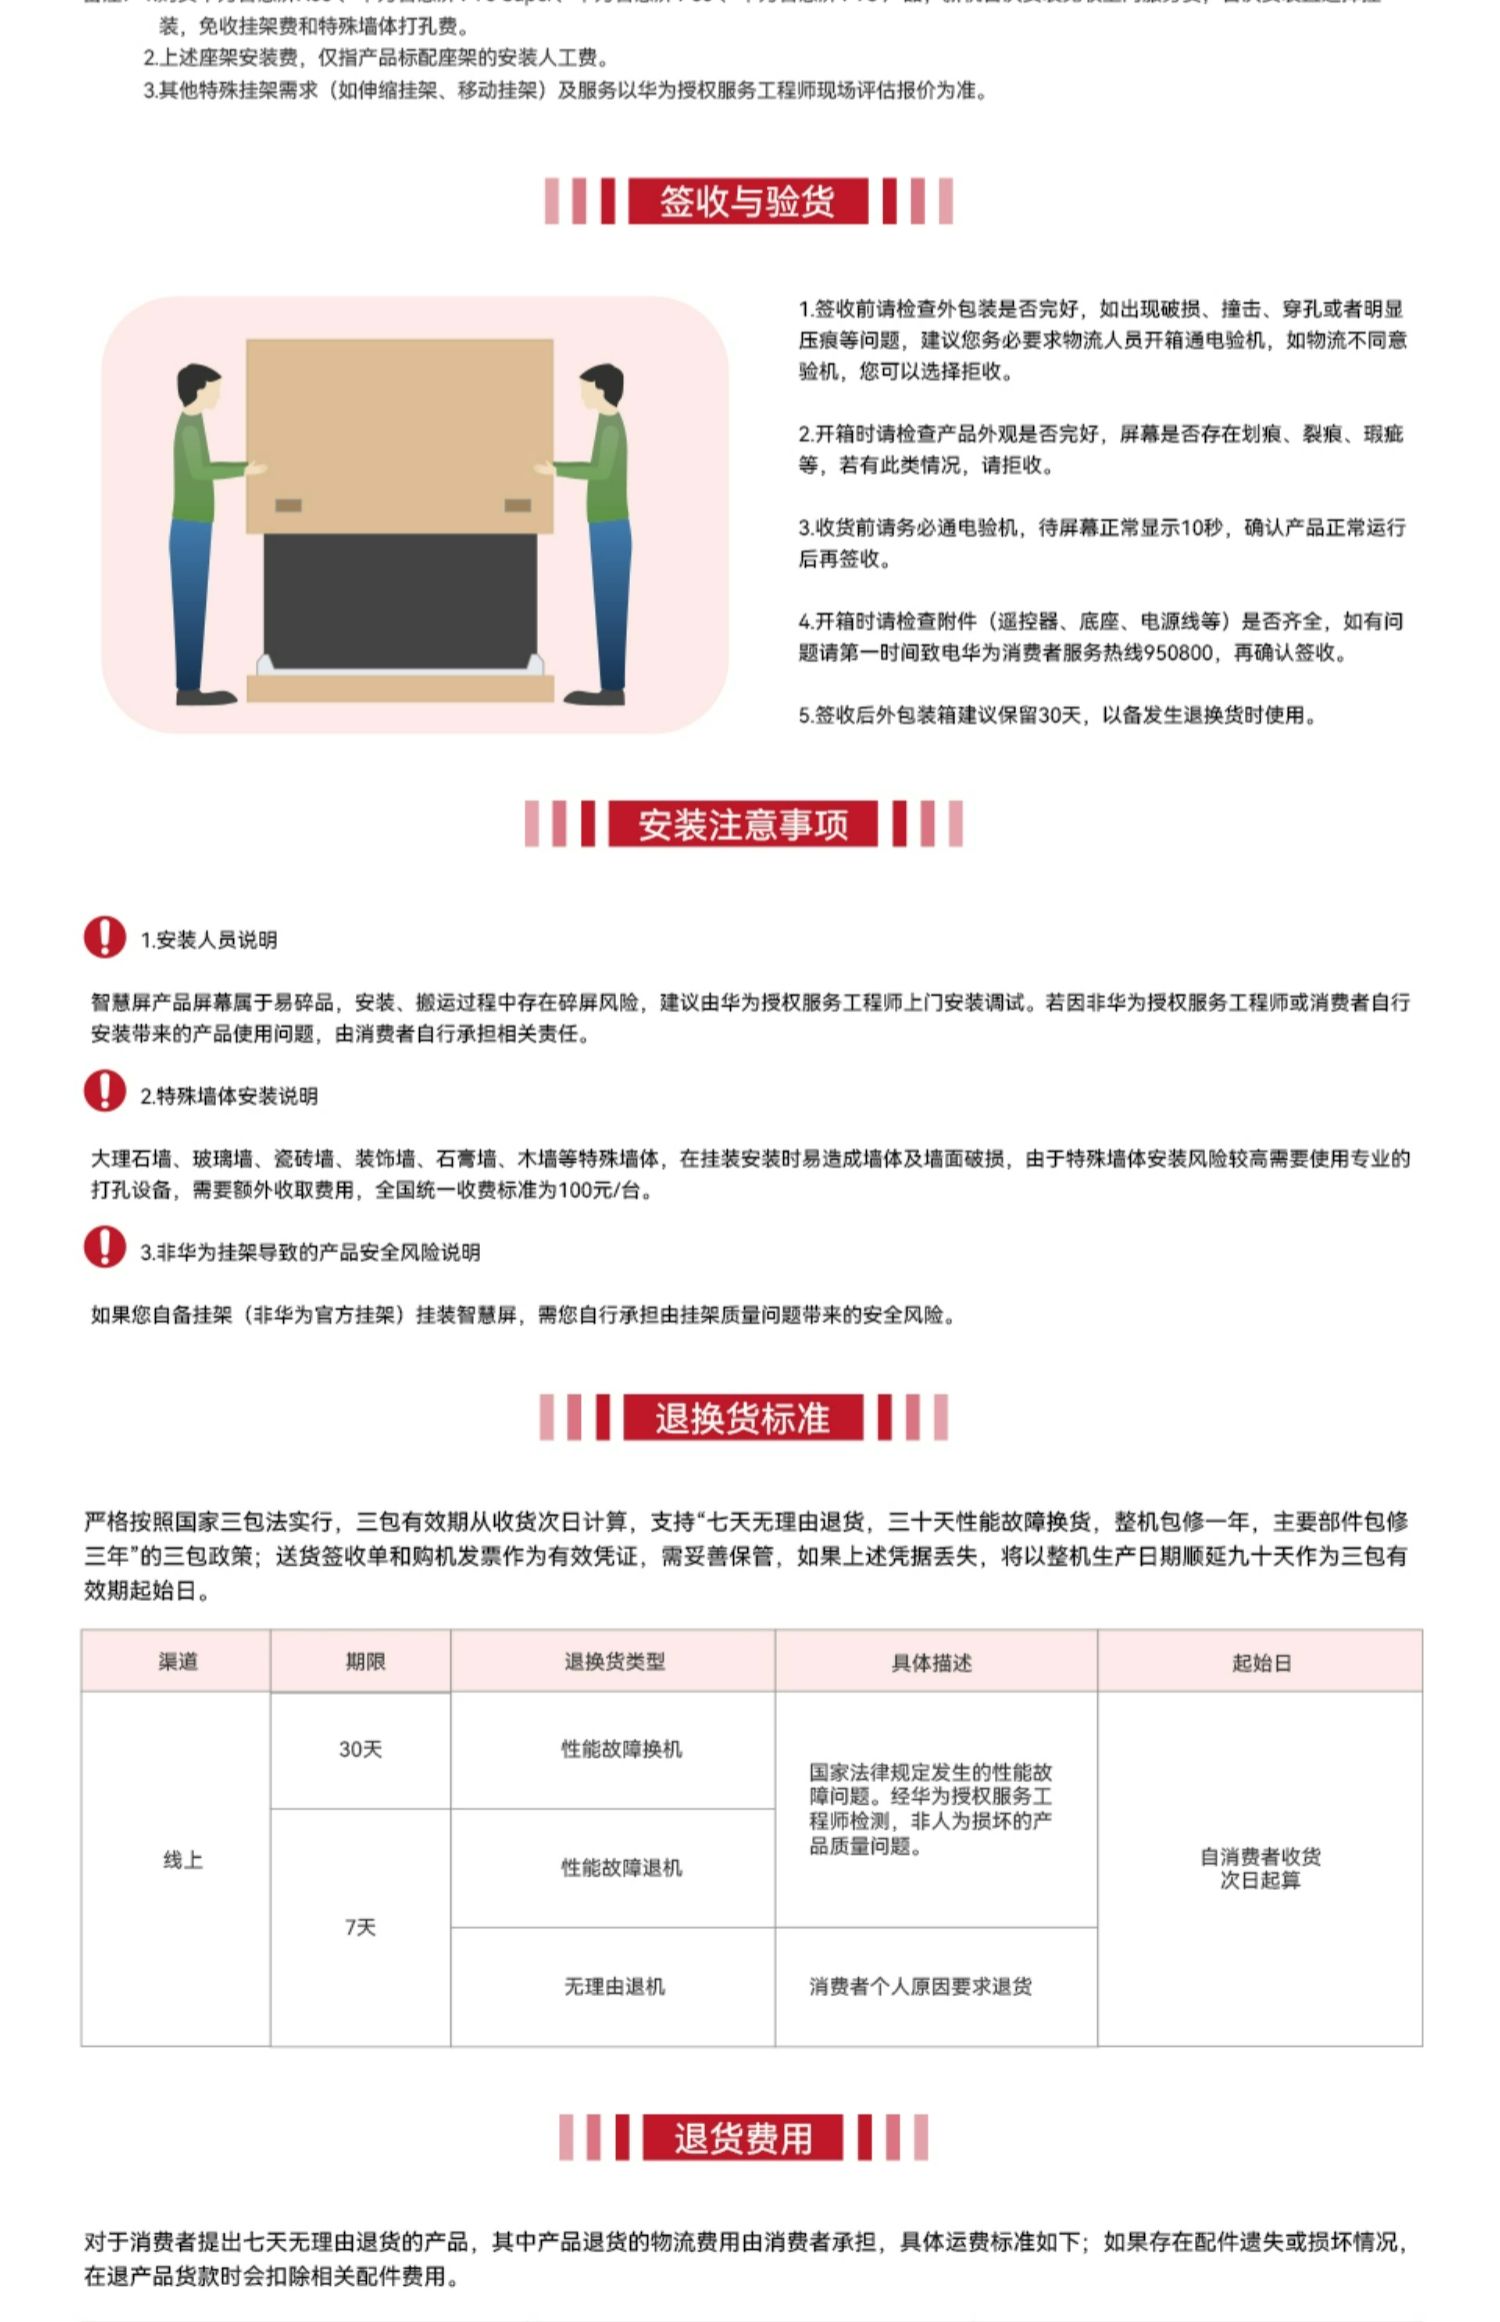 装，免收挂架费和特殊墙体打孔费。
2.上述座架安装费，仅指产品标配座架的安装人工费。
3.其他特殊挂架需求（如伸缩挂架、移动挂架）及服务以华为授权服务工程师现场评估报价为准。
签收与验货
1.签收前请检查外包装是否完好，如出现破损、撞击、穿孔或者明显
压痕等问题，建议您务必要求物流人员开箱通电验机，如物流不同意
验机，您可以选择拒收。
2.开箱时请检查产品外观是否完好，屏幕是否存在划痕、裂痕、瑕疵
等，若有此类情况，请拒收。
3.收货前请务必通电验机，待屏幕正常显示10秒，确认产品正常运行
后再签收。
4.开箱时请检查附件（遥控器、底座、电源线等）是否齐全，如有问
题请第一时间致电华为消费者服务热线950800，再确认签收。
5.签收后外包装箱建议保留30天，以备发生退换货时使用。
安装注意事项
1.安装人员说明
智慧屏产品屏幕属于易碎品，安装、搬运过程中存在碎屏风险，建议由华为授权服务工程师上门安装调试。若因非华为授权服务工程师或消费者自行
安装带来的产品使用问题，由消费者自行承担相关责任。
2.特殊墙体安装说明
大理石墙、玻璃墙、瓷砖墙、装饰墙、石膏墙、木墙等特殊墙体，在挂装安装时易造成墙体及墙面破损，由于特殊墙体安装风险较高需要使用专业的
打孔设备，需要额外收取费用，全国统一收费标准为100元/台。
3.非华为挂架导致的产品安全风险说明
如果您自备挂架（非华为官方挂架）挂装智慧屏，需您自行承担由挂架质量问题带来的安全风险。
退换货标准
严格按照国家三包法实行，三包有效期从收货次日计算，支持“七天无理由退货，三十天性能故障换货，整机包修一年，主要部件包修
三年”的三包政策；送货签收单和购机发票作为有效凭证，需妥善保管，如果上述凭据丢失，将以整机生产日期顺延九十天作为三包有
效期起始日。
渠道 期限 退换货类型 具体描述 起始日
30天 性能故障换机
国家法律规定发生的性能故
障问题。经华为授权服务工
程师检测，非人为损坏的产
品质量问题。
线上
性能故障退机
自消费者收货
次日起算
7天
无理由退机 消费者个人原因要求退货
退货费用
对于消费者提出七天无理由退货的产品，其中产品退货的物流费用由消费者承担，具体运费标准如下；如果存在配件遗失或损坏情况，
在退产品货款时会扣除相关配件费用。